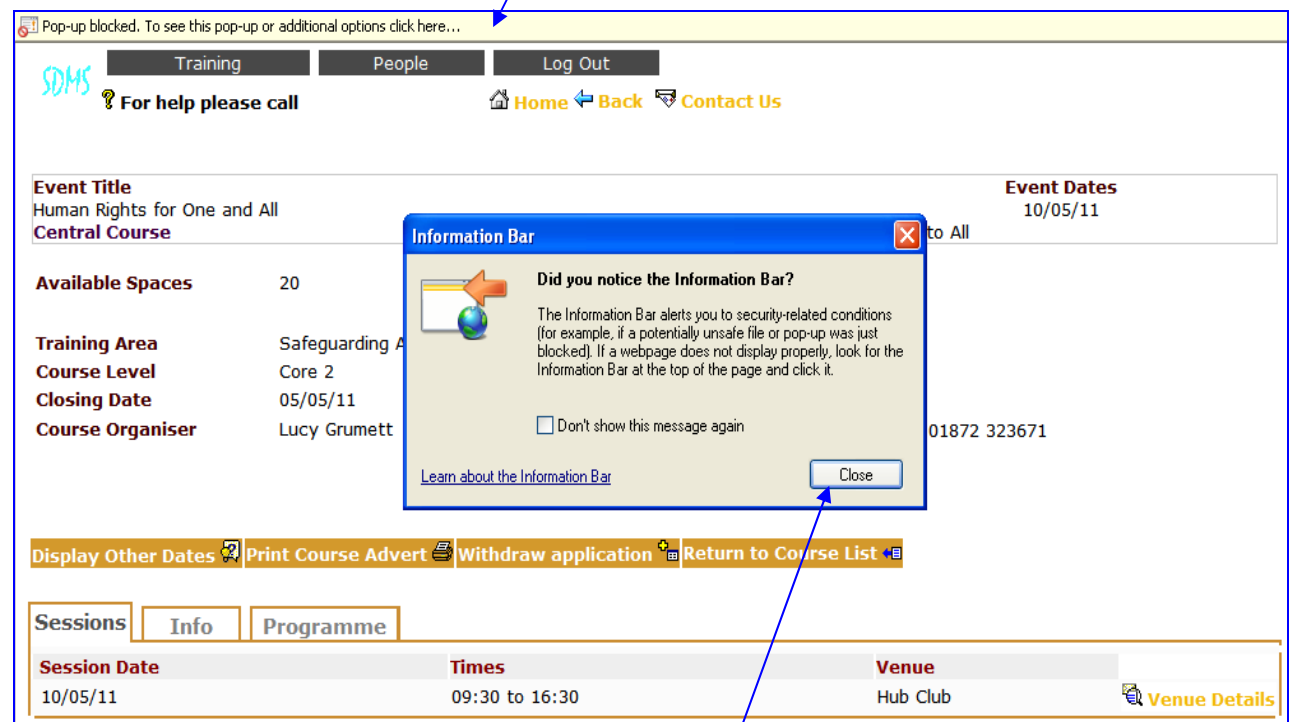 Pop-up blocked. To see this pop-up or additional options click here...
SDMS
Training People Log Out
For help please call
Home Back Contact Us
Event Title Event Dates
Human Rights for One and All 10/05/11
Central Course to All
Information Bar
Did you notice the Information Bar?
The Information Bar alerts you to security-related conditions
(for example, if a potentially unsafe file or pop-up was just
blocked). If a webpage does not display properly, look for the
Information Bar at the top of the page and click it.
Don't show this message again
Learn about the Information Bar
Close
Available Spaces 20
Training Area Safeguarding A
Course Level Core 2
Closing Date 05/05/11
Course Organiser Lucy Grumett 01872 323671
Display Other Dates Print Course Advert Withdraw application Return to Course List
Sessions Info Programme
Session Date Times Venue
10/05/11 09:30 to 16:30 Hub Club Venue Details